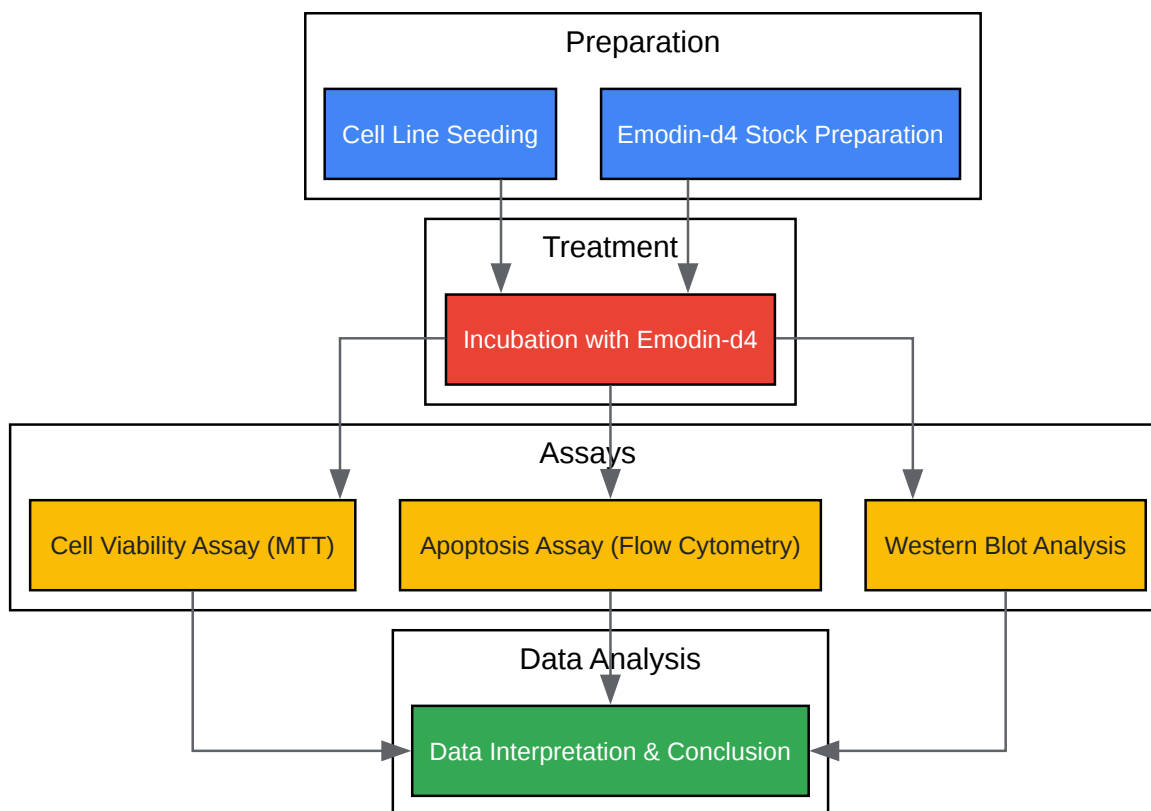 Preparation
Cell Line Seeding
Emodin-d4 Stock Preparation
Treatment
Incubation with Emodin-d4
Assays
Cell Viability Assay (MTT)
Apoptosis Assay (Flow Cytometry)
Western Blot Analysis
Data Analysis
Data Interpretation & Conclusion